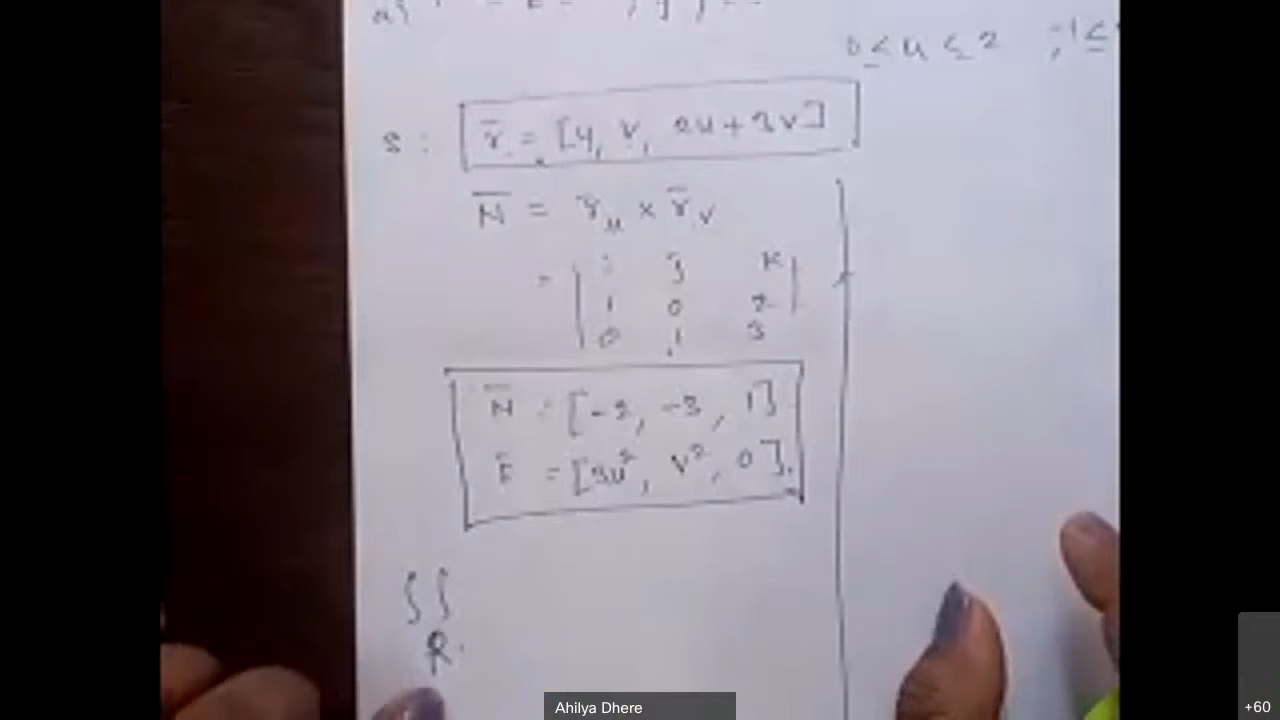 0 ≤ u ≤ 2 , -1 ≤
S : r̄ = [u, v, 2u + 3v]
N̄ = r̄u × r̄v
= | i j k |
1 0 2
0 1 3
N̄ = [-2, -3, 1]
F̄ = [3u², v², 0].
∫∫
R.
Ahilya Dhere
+60